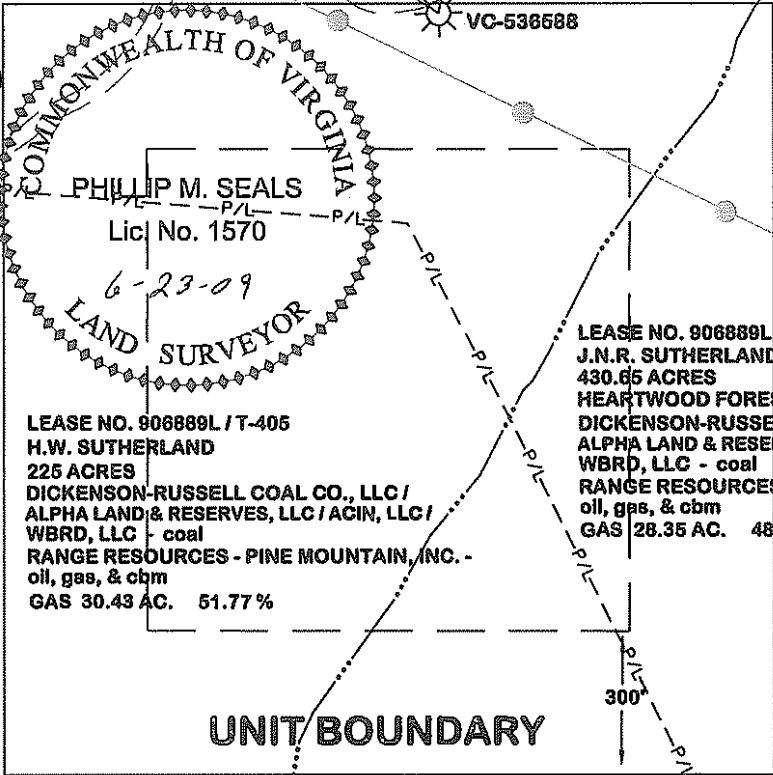 VC-536588
COMMONWEALTH OF VIRGINIA
PHILLIP M. SEALS
Lic. No. 1570
6-23-09
LAND SURVEYOR
P/L
P/L
P/L
P/L
P/L
P/L
P/L
P/L
P/L
P/L
LEASE NO. 906889L
J.N.R. SUTHERLAND
430.65 ACRES
HEARTWOOD FORES
DICKENSON-RUSSE
ALPHA LAND & RESE
WBRD, LLC - coal
RANGE RESOURCES
oil, gas, & cbm
GAS 28.35 AC. 48
LEASE NO. 906889L / T-405
H.W. SUTHERLAND
225 ACRES
DICKENSON-RUSSELL COAL CO., LLC /
ALPHA LAND & RESERVES, LLC / ACIN, LLC /
WBRD, LLC - coal
RANGE RESOURCES - PINE MOUNTAIN, INC. -
oil, gas, & cbm
GAS 30.43 AC. 51.77%
300'
UNIT BOUNDARY